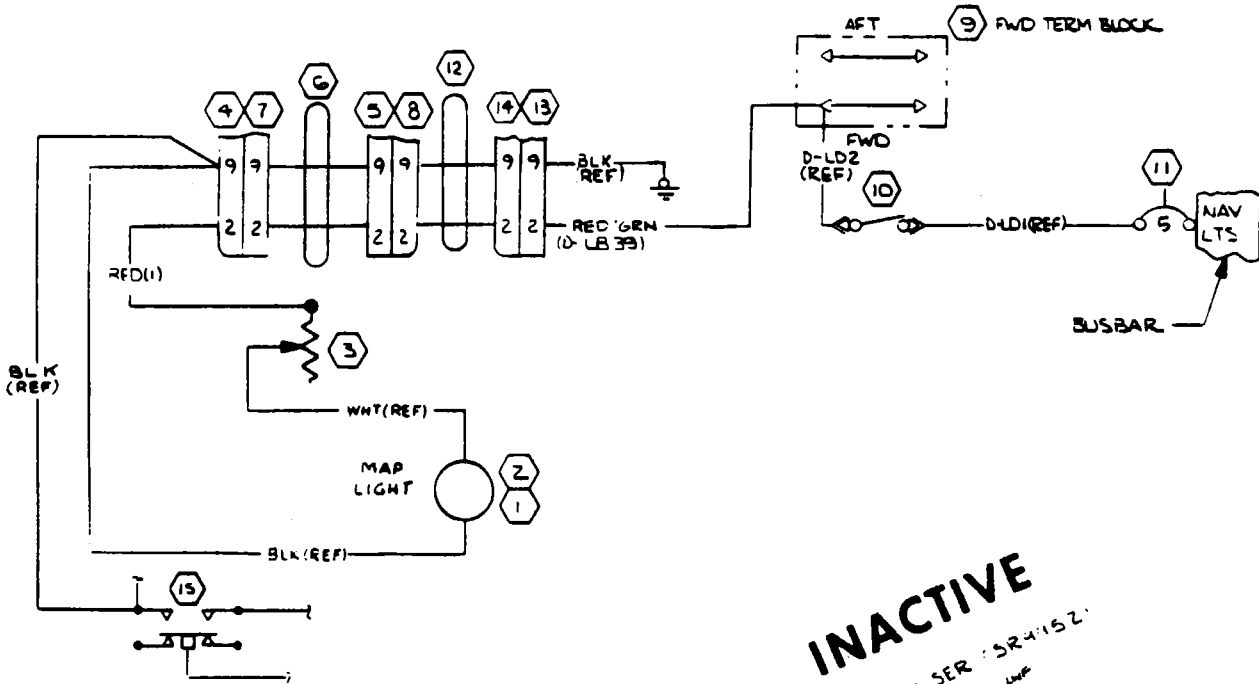 AFT
9 FWD TERM BLOCK
6
12
4 7
5 8
14 13
FWD
9 9
9 9
9 9
BLK
(REF)
D-LD2
(REF)
10
11
2 2
2 2
2 2
RED GRN
(D-LB39)
D-LD1(REF)
5
NAV
LTS
RED(1)
BUSBAR
3
BLK
(REF)
WHT(REF)
MAP
LIGHT
2
1
BLK(REF)
15
INACTIVE
SER